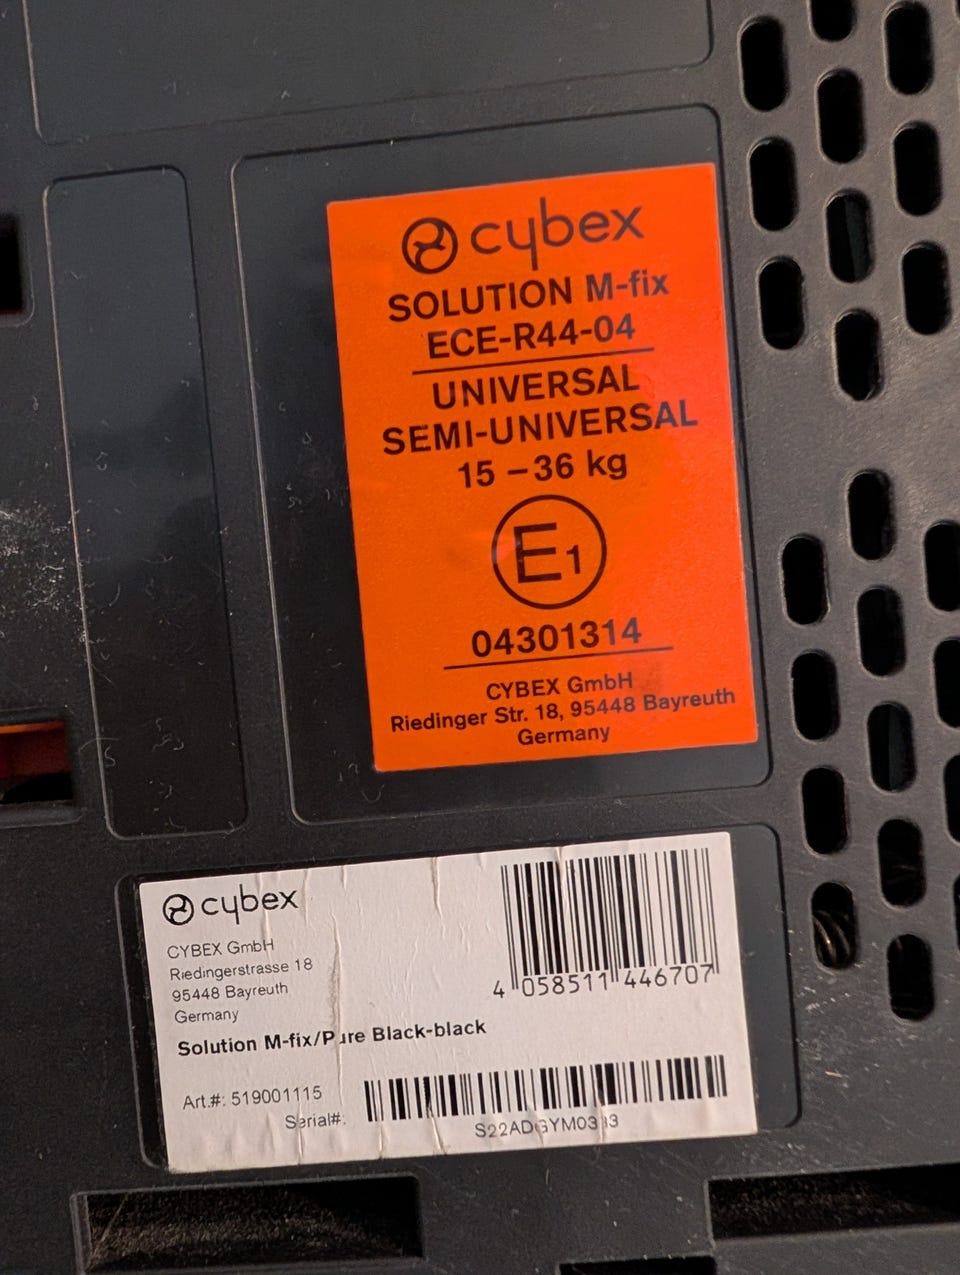 cybex
SOLUTION M-fix
ECE-R44-04
UNIVERSAL
SEMI-UNIVERSAL
15 – 36 kg
E1
04301314
CYBEX GmbH
Riedinger Str. 18, 95448 Bayreuth
Germany
cybex
CYBEX GmbH
Riedingerstrasse 18
95448 Bayreuth
Germany
4 058511 446707
Solution M-fix/Pure Black-black
Art.#: 519001115
Serial#: